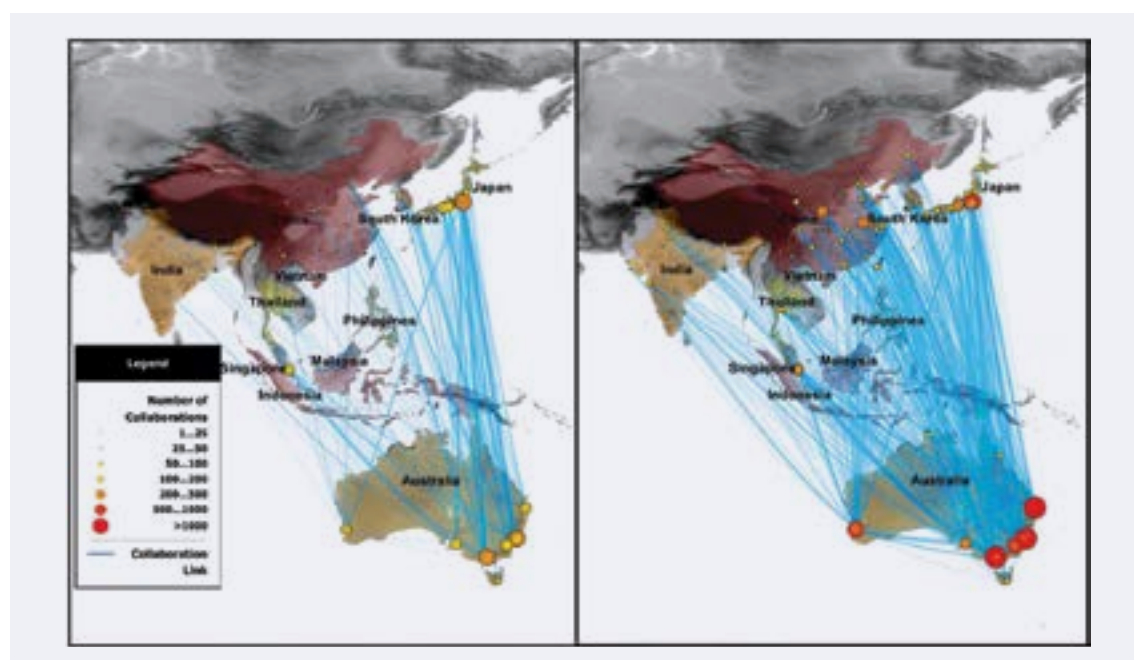 Japan
South Korea
India
Vietnam
Thailand
Philippines
Singapore
Malaysia
Indonesia
Australia
Legend
Number of
Collaborations
1...25
25...50
50...100
100...200
200...500
500...1000
>1000
Collaboration
Link
Japan
China
South Korea
India
Vietnam
Thailand
Philippines
Singapore
Malaysia
Indonesia
Australia